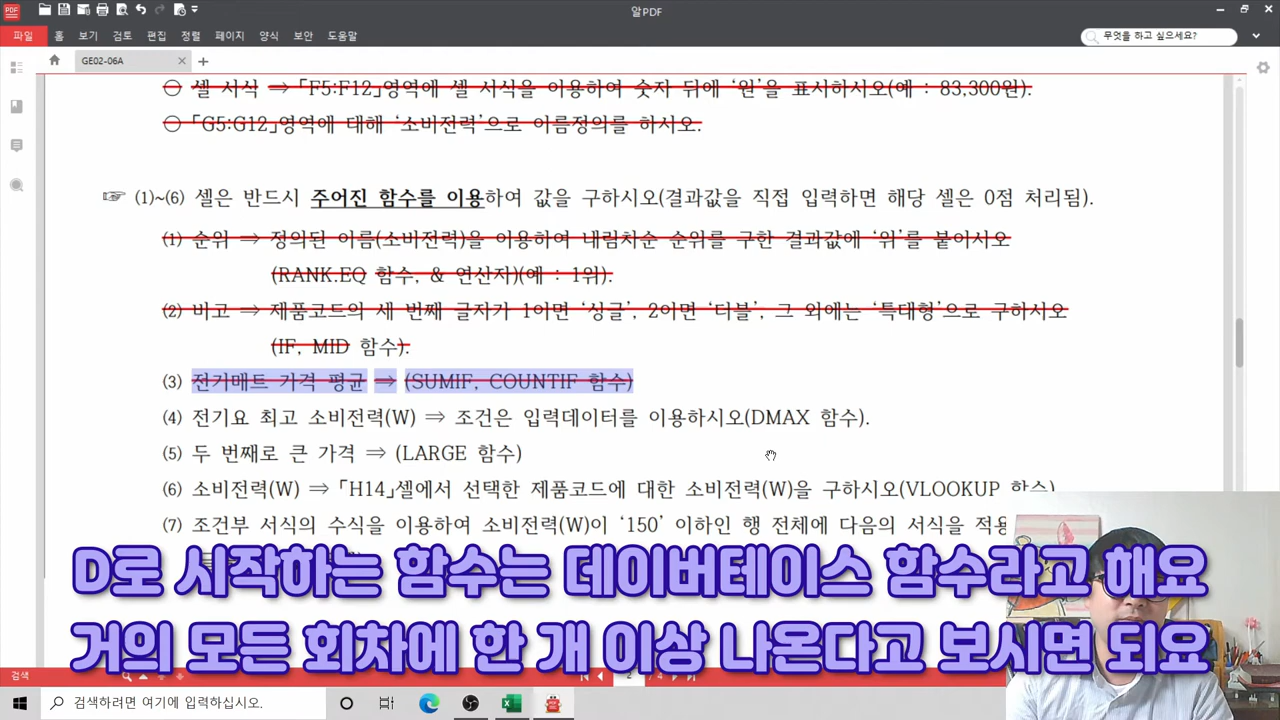 알PDF
파일 홈 보기 검토 편집 정렬 페이지 양식 보안 도움말
무엇을 하고 싶으세요?
GE02-06A
○ 셀 서식 ⇒ 「F5:F12」영역에 셀 서식을 이용하여 숫자 뒤에 ‘원’을 표시하시오(예 : 83,300원).
○ 「G5:G12」영역에 대해 ‘소비전력’으로 이름정의를 하시오.
☞ (1)~(6) 셀은 반드시 주어진 함수를 이용하여 값을 구하시오(결과값을 직접 입력하면 해당 셀은 0점 처리됨).
(1) 순위 ⇒ 정의된 이름(소비전력)을 이용하여 내림차순 순위를 구한 결과값에 ‘위’를 붙이시오
(RANK.EQ 함수, & 연산자)(예 : 1위).
(2) 비고 ⇒ 제품코드의 세 번째 글자가 1이면 ‘싱글’, 2이면 ‘더블’, 그 외에는 ‘특대형’으로 구하시오
(IF, MID 함수).
(3) 전기매트 가격 평균 ⇒ (SUMIF, COUNTIF 함수)
(4) 전기요 최고 소비전력(W) ⇒ 조건은 입력데이터를 이용하시오(DMAX 함수).
(5) 두 번째로 큰 가격 ⇒ (LARGE 함수)
(6) 소비전력(W) ⇒ 「H14」셀에서 선택한 제품코드에 대한 소비전력(W)을 구하시오(VLOOKUP 함수)
(7) 조건부 서식의 수식을 이용하여 소비전력(W)이 ‘150’ 이하인 행 전체에 다음의 서식을 적용
D로 시작하는 함수는 데이버테이스 함수라고 해요
거의 모든 회차에 한 개 이상 나온다고 보시면 되요
검색
2 / 4
검색하려면 여기에 입력하십시오.